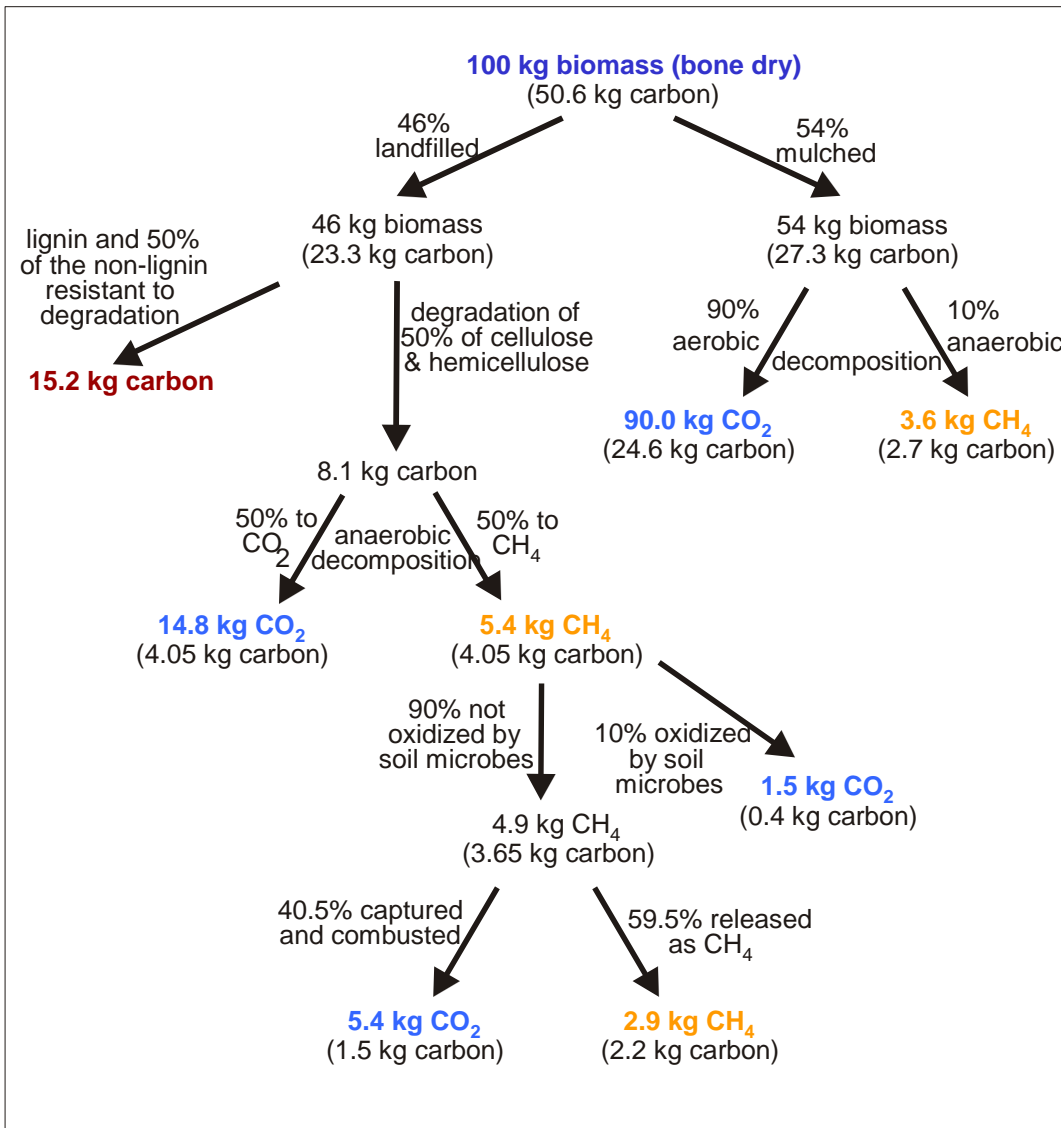 100 kg biomass (bone dry)
(50.6 kg carbon)
46%
landfilled
54%
mulched
46 kg biomass
(23.3 kg carbon)
54 kg biomass
(27.3 kg carbon)
lignin and 50%
of the non-lignin
resistant to
degradation
degradation of
50% of cellulose
& hemicellulose
90%
aerobic
10%
anaerobic
decomposition
15.2 kg carbon
90.0 kg CO₂
(24.6 kg carbon)
3.6 kg CH₄
(2.7 kg carbon)
8.1 kg carbon
50% to
CO₂
anaerobic
decomposition
50% to
CH₄
14.8 kg CO₂
(4.05 kg carbon)
5.4 kg CH₄
(4.05 kg carbon)
90% not
oxidized by
soil microbes
10% oxidized
by soil
microbes
1.5 kg CO₂
(0.4 kg carbon)
4.9 kg CH₄
(3.65 kg carbon)
40.5% captured
and combusted
59.5% released
as CH₄
5.4 kg CO₂
(1.5 kg carbon)
2.9 kg CH₄
(2.2 kg carbon)